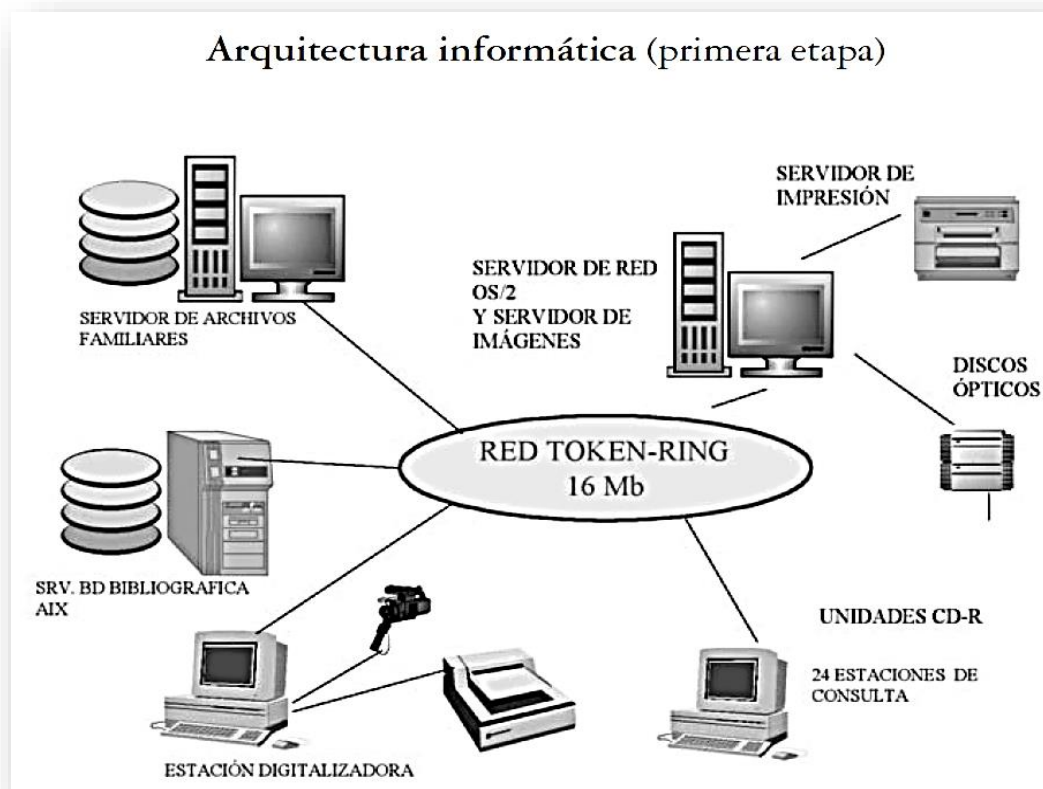 Arquitectura informática (primera etapa)
SERVIDOR DE
IMPRESIÓN
SERVIDOR DE RED
OS/2
Y SERVIDOR DE
IMÁGENES
SERVIDOR DE ARCHIVOS
FAMILIARES
DISCOS
ÓPTICOS
RED TOKEN-RING
16 Mb
SRV. BD BIBLIOGRAFICA
AIX
UNIDADES CD-R
24 ESTACIONES DE
CONSULTA
ESTACIÓN DIGITALIZADORA